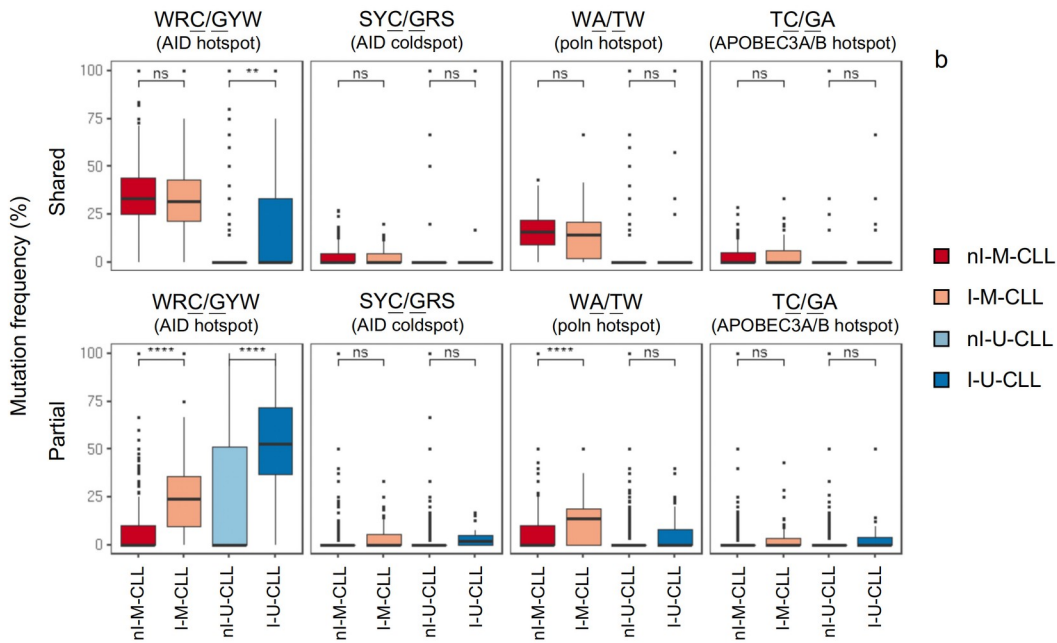 WRC/GYW
(AID hotspot)
SYC/GRS
(AID coldspot)
WA/TW
(poln hotspot)
TC/GA
(APOBEC3A/B hotspot)
b
Mutation frequency (%)
Shared
100
75
50
25
0
ns
**
ns
ns
ns
ns
ns
ns
WRC/GYW
(AID hotspot)
SYC/GRS
(AID coldspot)
WA/TW
(poln hotspot)
TC/GA
(APOBEC3A/B hotspot)
Partial
100
75
50
25
0
****
****
ns
ns
****
ns
ns
ns
nI-M-CLL
I-M-CLL
nI-U-CLL
I-U-CLL
nI-M-CLL
I-M-CLL
nI-U-CLL
I-U-CLL
nI-M-CLL
I-M-CLL
nI-U-CLL
I-U-CLL
nI-M-CLL
I-M-CLL
nI-U-CLL
I-U-CLL
nI-M-CLL
I-M-CLL
nI-U-CLL
I-U-CLL